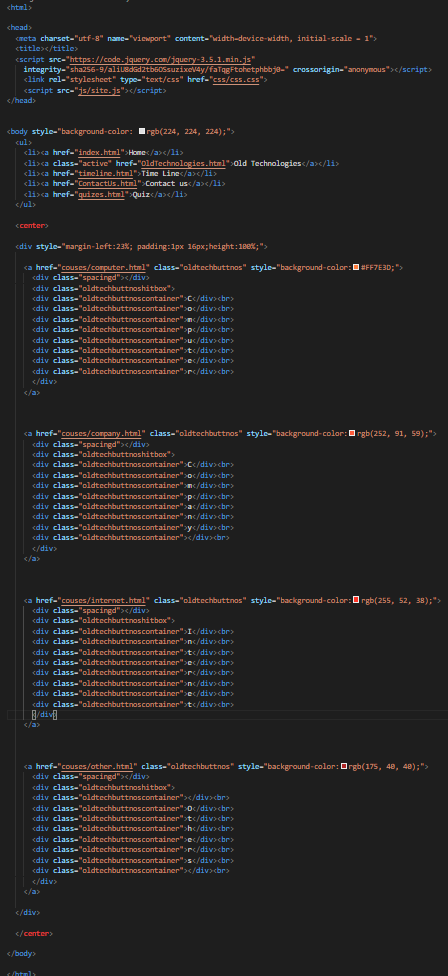 <html>
<head>
<meta charset="utf-8" name="viewport" content="width=device-width, initial-scale = 1">
<title></title>
<script src="https://code.jquery.com/jquery-3.5.1.min.js"
crossorigin="anonymous"></script>
<link rel="stylesheet" type="text/css" href="css/css.css">
<script src="js/site.js"></script>
</head>
<body style="background-color: rgb(224, 224, 224);">
<ul>
<li><a href="index.html">Home</a></li>
<li><a class="active" href="OldTechnologies.html">Old Technologies</a></li>
<li><a href="timeline.html">Time Line</a></li>
<li><a href="ContactUs.html">Contact us</a></li>
<li><a href="quizes.html">Quiz</a></li>
</ul>
<center>
<div style="margin-left:23%; padding:1px 16px;height:100%;">
<a href="couses/computer.html" class="oldtechbuttnos" style="background-color:#FF7E3D;">
<div class="spacingd"></div>
<div class="oldtechbuttnoshitbox">
<div class="oldtechbuttnoscontainer">C</div><br>
<div class="oldtechbuttnoscontainer">o</div><br>
<div class="oldtechbuttnoscontainer">m</div><br>
<div class="oldtechbuttnoscontainer">p</div><br>
<div class="oldtechbuttnoscontainer">u</div><br>
<div class="oldtechbuttnoscontainer">t</div><br>
<div class="oldtechbuttnoscontainer">e</div><br>
<div class="oldtechbuttnoscontainer">r</div><br>
</div>
</a>
<a href="couses/company.html" class="oldtechbuttnos" style="background-color:rgb(252, 91, 59);">
<div class="spacingd"></div>
<div class="oldtechbuttnoshitbox">
<div class="oldtechbuttnoscontainer">C</div><br>
<div class="oldtechbuttnoscontainer">o</div><br>
<div class="oldtechbuttnoscontainer">m</div><br>
<div class="oldtechbuttnoscontainer">p</div><br>
<div class="oldtechbuttnoscontainer">a</div><br>
<div class="oldtechbuttnoscontainer">n</div><br>
<div class="oldtechbuttnoscontainer">y</div><br>
<div class="oldtechbuttnoscontainer"></div><br>
</div>
</a>
<a href="couses/internet.html" class="oldtechbuttnos" style="background-color:rgb(255, 52, 38);">
<div class="spacingd"></div>
<div class="oldtechbuttnoshitbox">
<div class="oldtechbuttnoscontainer">I</div><br>
<div class="oldtechbuttnoscontainer">n</div><br>
<div class="oldtechbuttnoscontainer">t</div><br>
<div class="oldtechbuttnoscontainer">e</div><br>
<div class="oldtechbuttnoscontainer">r</div><br>
<div class="oldtechbuttnoscontainer">n</div><br>
<div class="oldtechbuttnoscontainer">e</div><br>
<div class="oldtechbuttnoscontainer">t</div><br>
</div>
</a>
<a href="couses/other.html" class="oldtechbuttnos" style="background-color:rgb(175, 40, 40);">
<div class="spacingd"></div>
<div class="oldtechbuttnoshitbox">
<div class="oldtechbuttnoscontainer"></div><br>
<div class="oldtechbuttnoscontainer">O</div><br>
<div class="oldtechbuttnoscontainer">t</div><br>
<div class="oldtechbuttnoscontainer">h</div><br>
<div class="oldtechbuttnoscontainer">e</div><br>
<div class="oldtechbuttnoscontainer">r</div><br>
<div class="oldtechbuttnoscontainer">s</div><br>
<div class="oldtechbuttnoscontainer"></div><br>
</div>
</a>
</div>
</center>
</body>
</html>